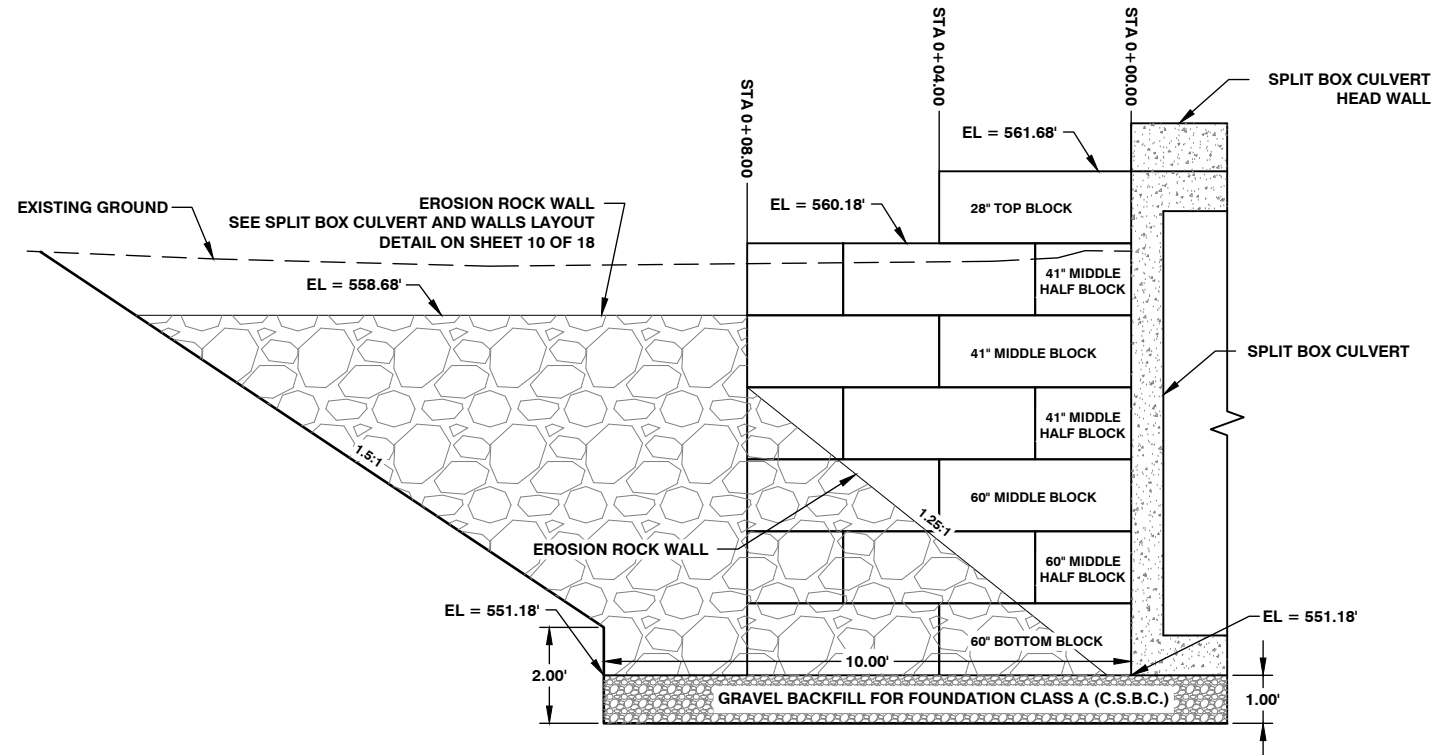 STA 0+00.00
STA 0+04.00
STA 0+08.00
SPLIT BOX CULVERT
HEAD WALL
EL = 561.68'
EXISTING GROUND
EROSION ROCK WALL
SEE SPLIT BOX CULVERT AND WALLS LAYOUT
DETAIL ON SHEET 10 OF 18
EL = 560.18'
28" TOP BLOCK
EL = 558.68'
41" MIDDLE
HALF BLOCK
41" MIDDLE BLOCK
SPLIT BOX CULVERT
41" MIDDLE
HALF BLOCK
1.5:1
60" MIDDLE BLOCK
1.25:1
EROSION ROCK WALL
60" MIDDLE
HALF BLOCK
EL = 551.18'
EL = 551.18'
60" BOTTOM BLOCK
10.00'
2.00'
GRAVEL BACKFILL FOR FOUNDATION CLASS A (C.S.B.C.)
1.00'